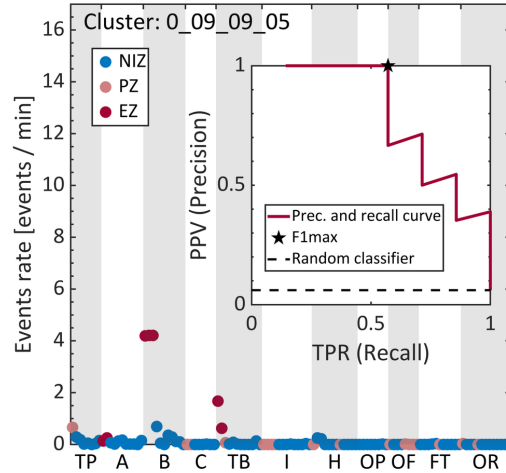 Cluster: 0_09_09_05
NIZ
PZ
EZ
Events rate [events / min]
16
14
12
10
8
6
4
2
0
TP A B C TB I H OP OF FT OR
PPV (Precision)
1
0.5
0
Prec. and recall curve
F1max
Random classifier
0 0.5 1
TPR (Recall)